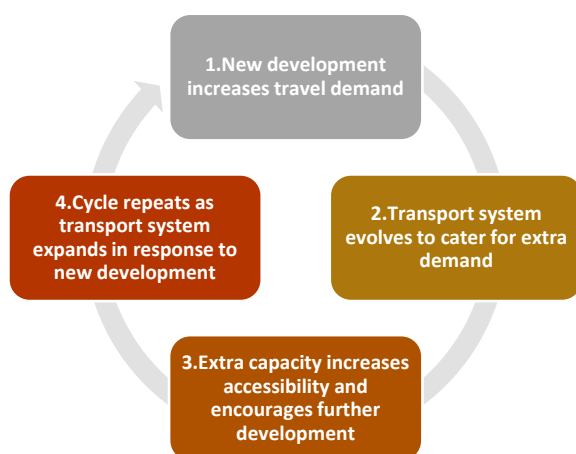 1.New development
increases travel demand
2.Transport system
evolves to cater for extra
demand
3.Extra capacity increases
accessibility and
encourages further
development
4.Cycle repeats as
transport system
expands in response to
new development